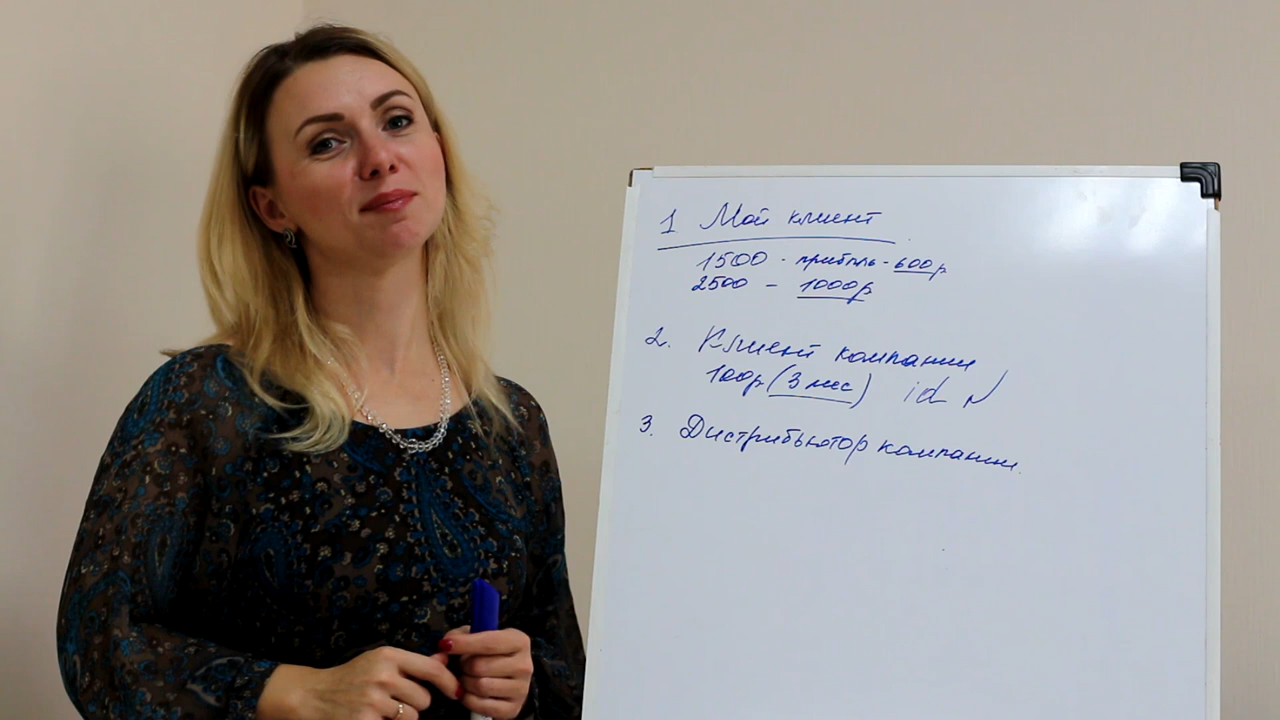 1 Мой клиент
1500 - прибыль - 600р
2500 - 1000р
2. Клиент компании
100р (3 мес) id N
3. Дистрибьютор компании.